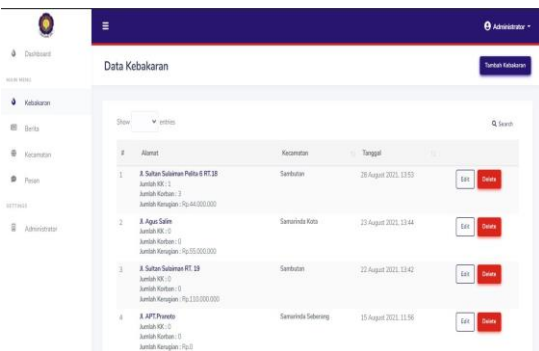 Administrator
Dashboard
Data Kebakaran
Tambah Kebakaran
MAIN MENU
Kebakaran
Berita
Kecamatan
Pesan
SETTINGS
Administrator
Show entries
Search
# Alamat Kecamatan Tanggal
1 Jl. Sultan Sulaiman Pelita 6 RT.18 Sambutan 28 August 2021, 13:53 Edit Delete
Jumlah KK : 1
Jumlah Korban : 3
Jumlah Kerugian : Rp.44.000.000
2 Jl. Agus Salim Samarinda Kota 23 August 2021, 13:44 Edit Delete
Jumlah KK : 0
Jumlah Korban : 0
Jumlah Kerugian : Rp.55.000.000
3 Jl. Sultan Sulaiman RT. 19 Sambutan 22 August 2021, 13:42 Edit Delete
Jumlah KK : 0
Jumlah Korban : 0
Jumlah Kerugian : Rp.210.000.000
4 Jl. APT.Pranoto Samarinda Seberang 15 August 2021, 11:56 Edit Delete
Jumlah KK : 0
Jumlah Korban : 0
Jumlah Kerugian : Rp.0